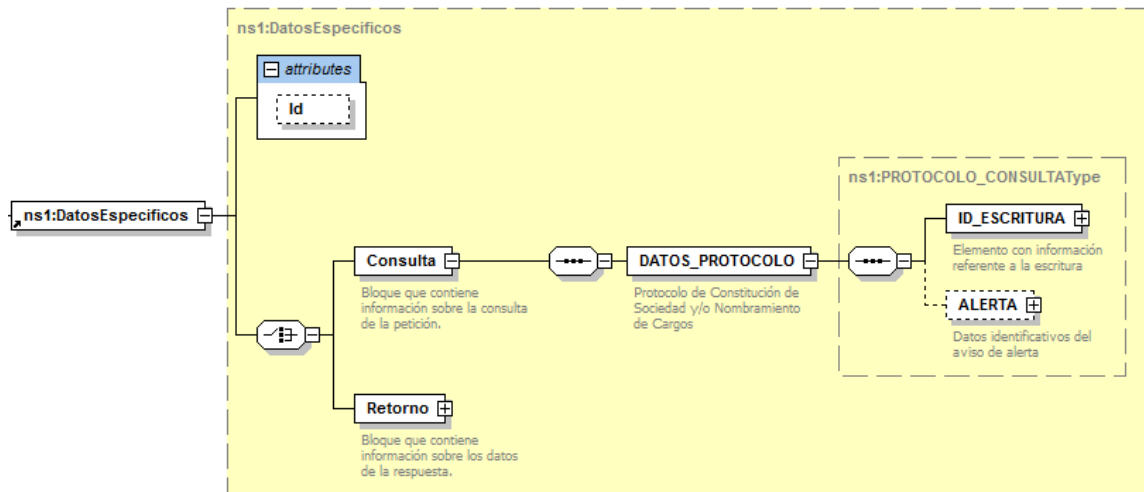 ns1:DatosEspecificos
attributes
Id
ns1:DatosEspecificos
Consulta
Bloque que contiene
información sobre la consulta
de la petición.
DATOS_PROTOCOLO
Protocolo de Constitución de
Sociedad y/o Nombramiento
de Cargos
ns1:PROTOCOLO_CONSULTAType
ID_ESCRITURA
Elemento con información
referente a la escritura
ALERTA
Datos identificativos del
aviso de alerta
Retorno
Bloque que contiene
información sobre los datos
de la respuesta.